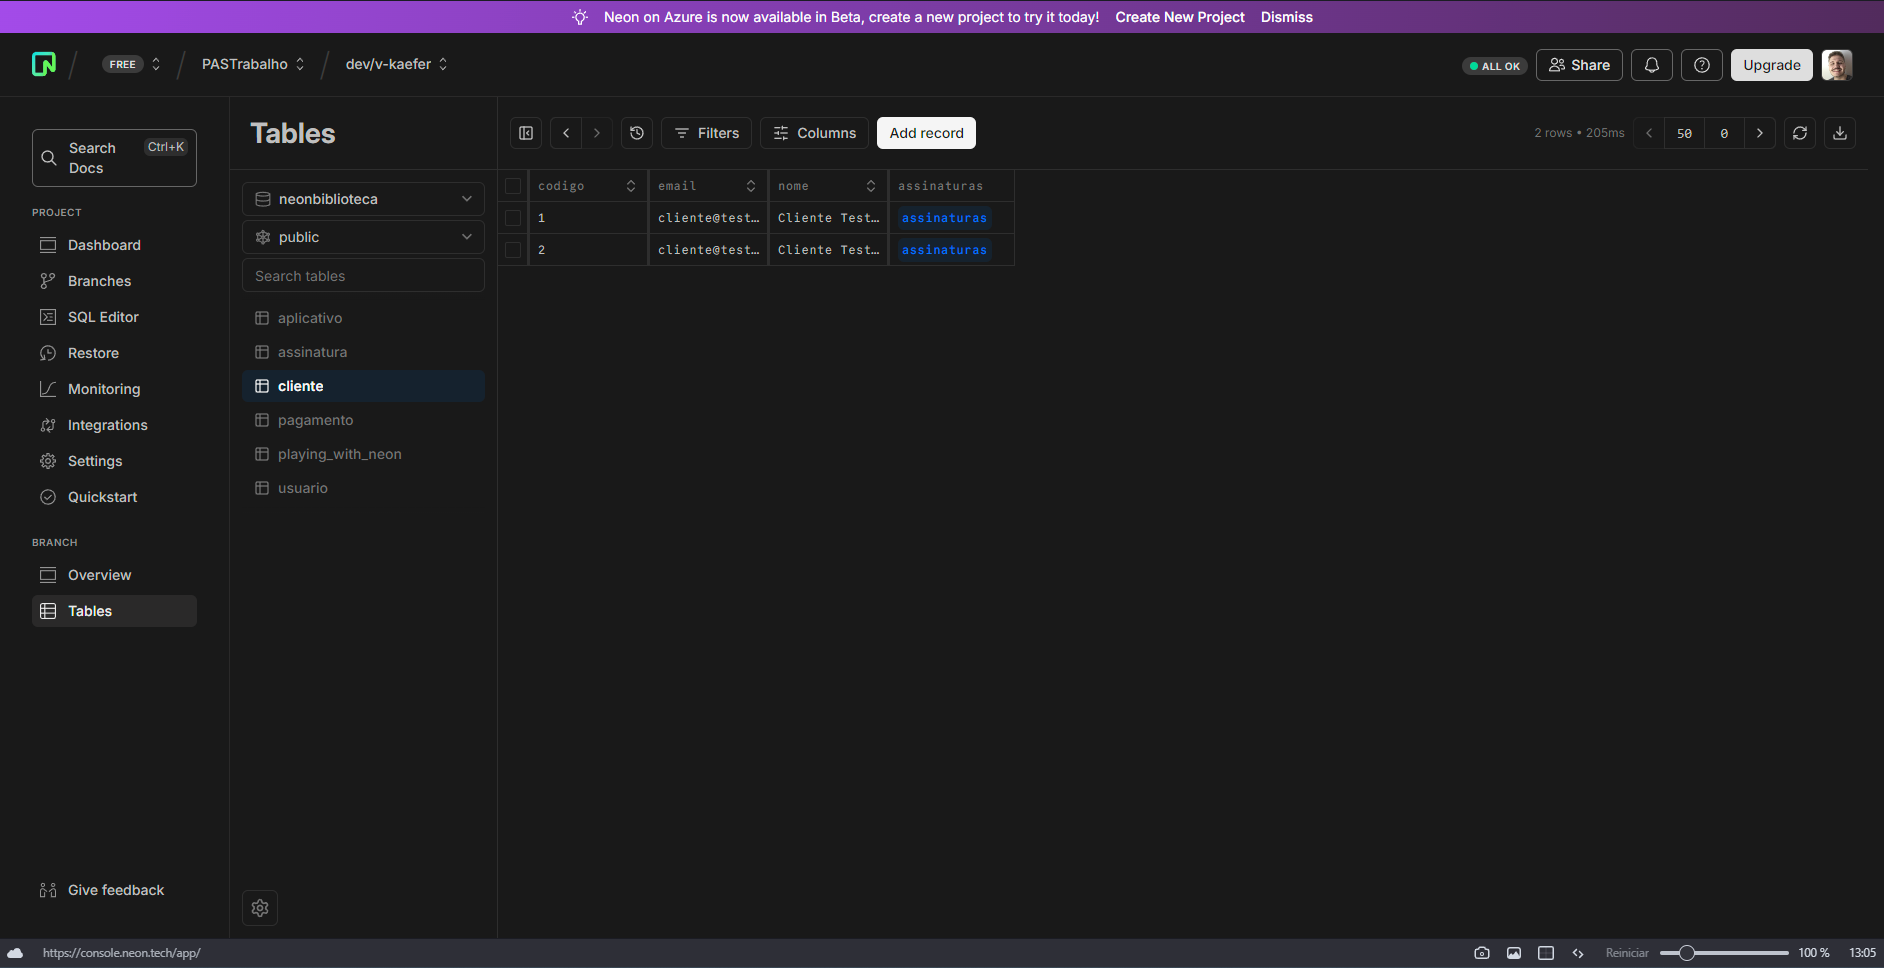 Neon on Azure is now available in Beta, create a new project to try it today! Create New Project Dismiss
FREE PASTrabalho dev/v-kaefer ALL OK Share Upgrade
Search Docs Ctrl+K
PROJECT
Dashboard
Branches
SQL Editor
Restore
Monitoring
Integrations
Settings
Quickstart
BRANCH
Overview
Tables
Give feedback
Tables
neonbiblioteca
public
Search tables
aplicativo
assinatura
cliente
pagamento
playing_with_neon
usuario
Filters Columns Add record 2 rows • 205ms 50 0
codigo email nome assinaturas
1 cliente@test… Cliente Test… assinaturas
2 cliente@test… Cliente Test… assinaturas
https://console.neon.tech/app/ Reiniciar 100 % 13:05